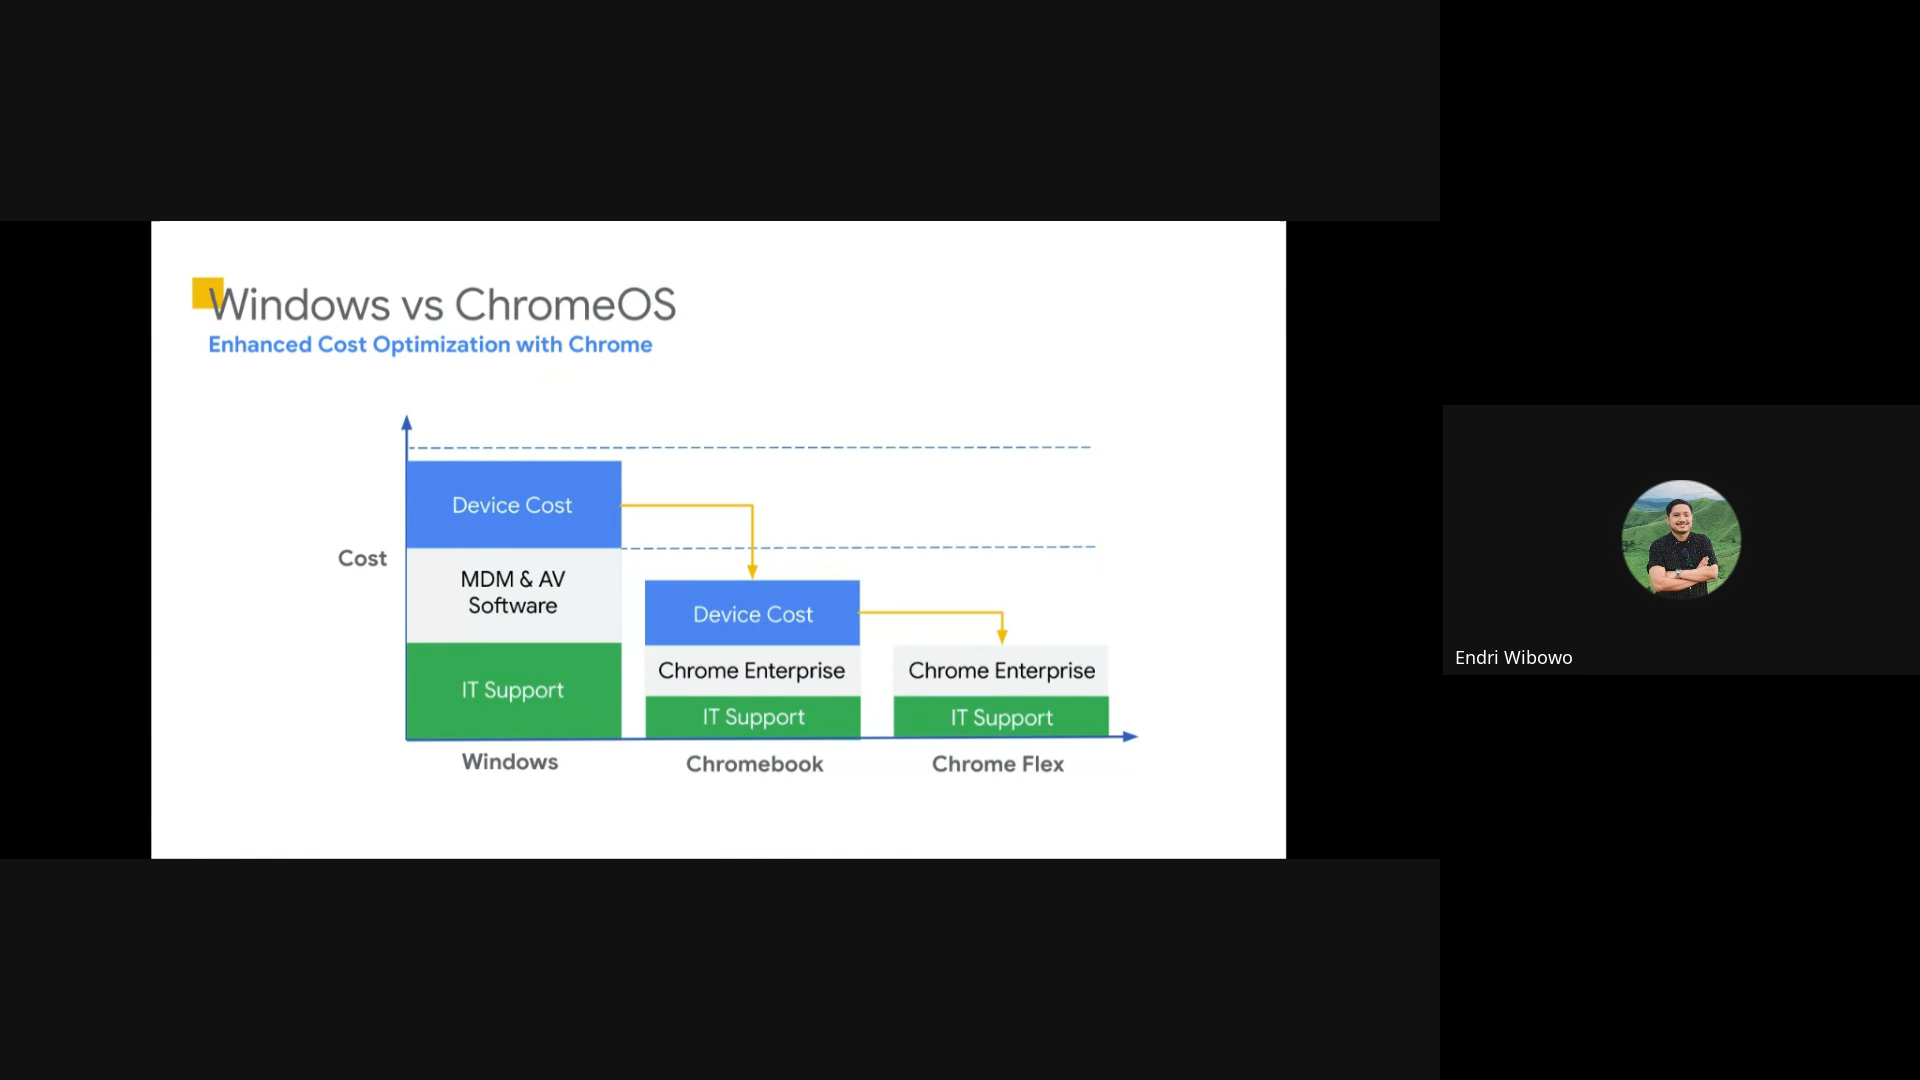 Windows vs ChromeOS
Enhanced Cost Optimization with Chrome
Cost
Device Cost
MDM & AV
Software
IT Support
Windows
Device Cost
Chrome Enterprise
IT Support
Chromebook
Chrome Enterprise
IT Support
Chrome Flex
Endri Wibowo